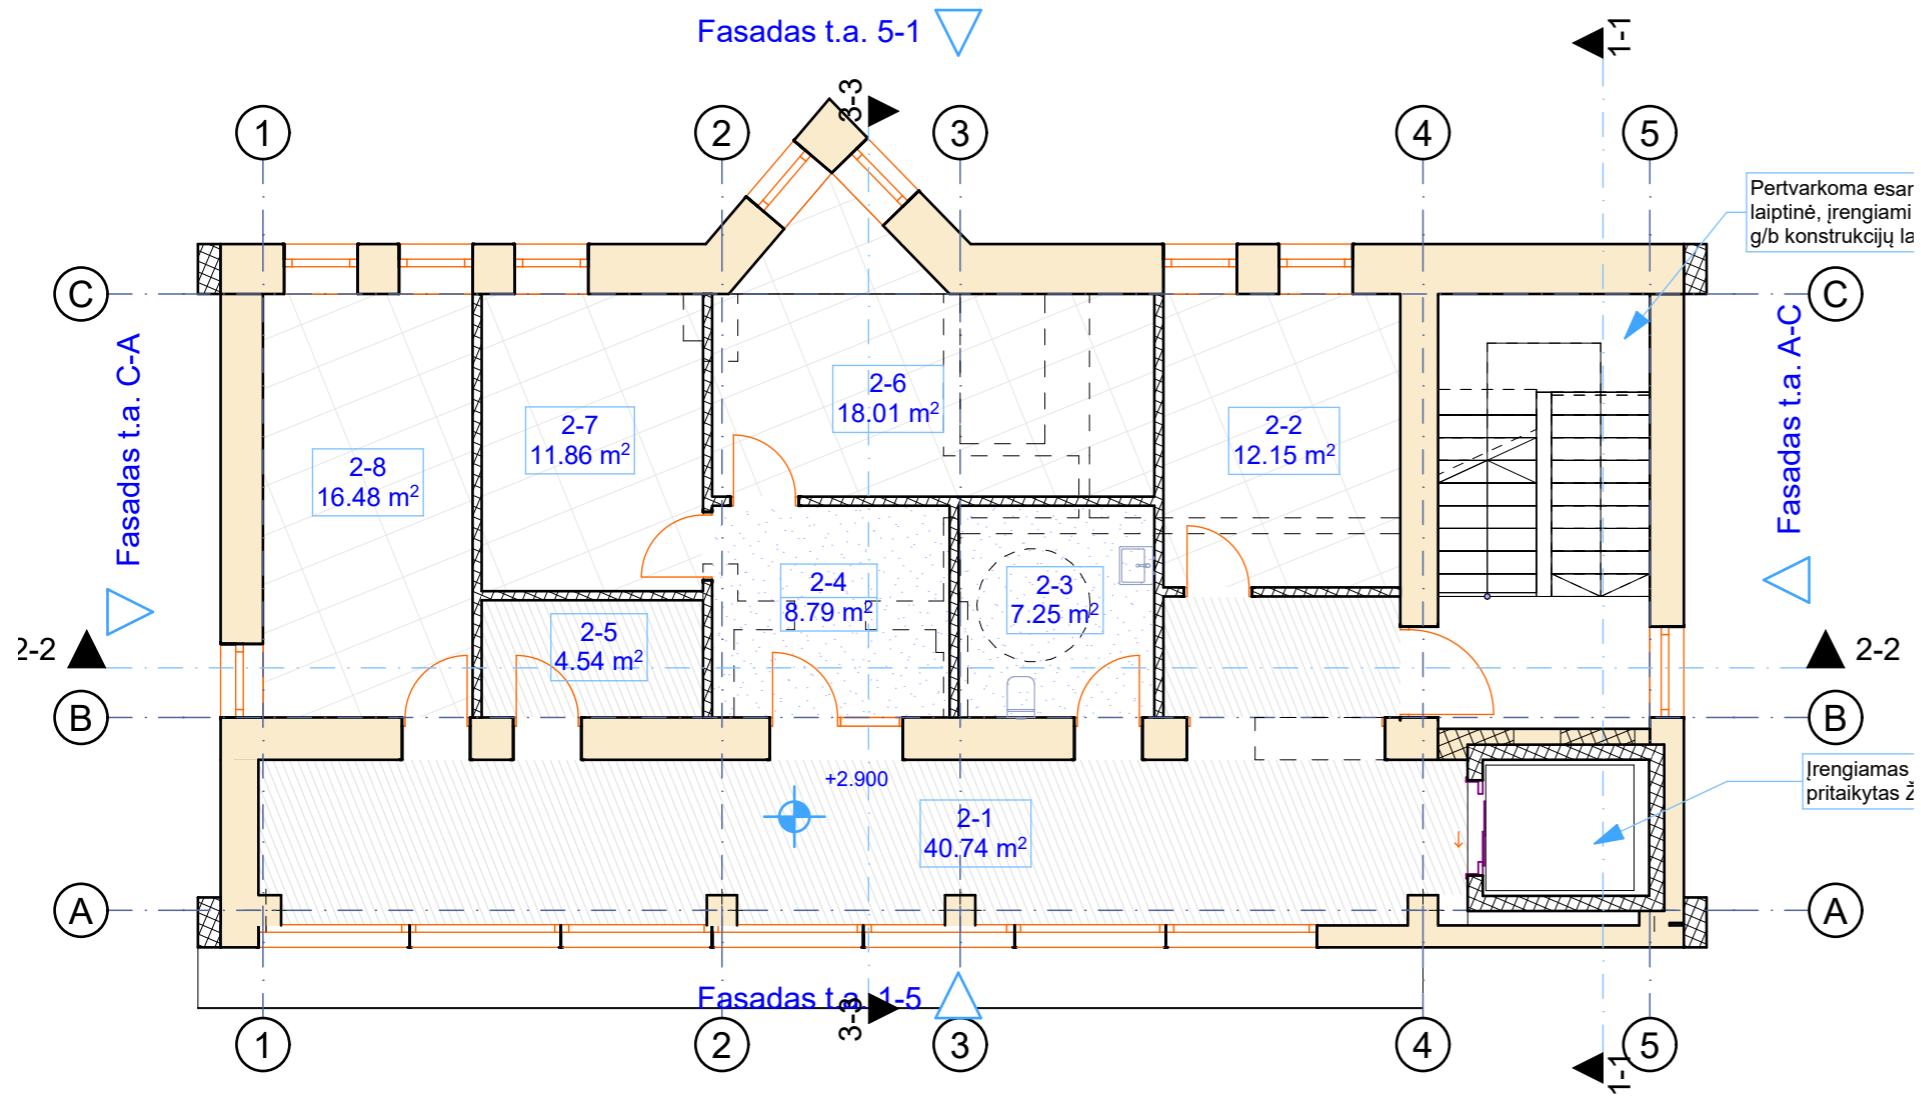 Fasadas t.a. 5-1
1-1
3-3
1
2
3
4
5
Pertvarkoma esar
laiptinė, įrengiami
g/b konstrukcijų la
C
C
Fasadas t.a. C-A
Fasadas t.a. A-C
2-6
18.01 m²
2-7
11.86 m²
2-2
12.15 m²
2-8
16.48 m²
2-4
8.79 m²
2-3
7.25 m²
2-5
4.54 m²
2-2
2-2
B
B
+2.900
Įrengiamas
pritaikytas Ž
2-1
40.74 m²
A
A
Fasadas t.a. 1-5
3-3
1
2
3
4
5
1-1